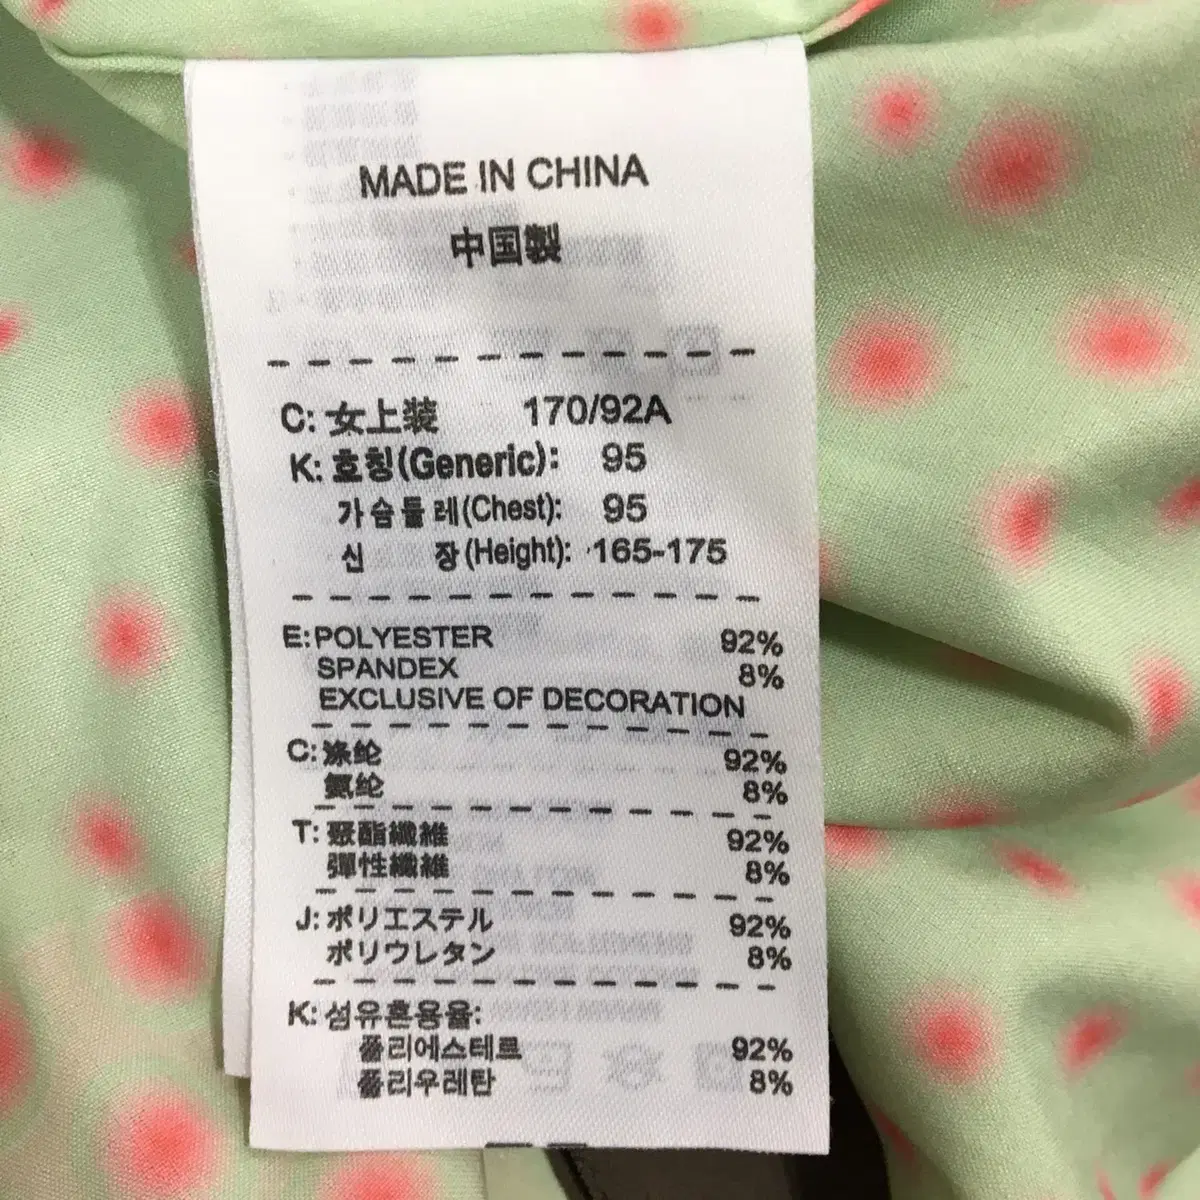 MADE IN CHINA
中国製
C: 女上装 170/92A
K: 호칭(Generic): 95
가슴둘레(Chest): 95
신 장(Height): 165-175
E: POLYESTER 92%
SPANDEX 8%
EXCLUSIVE OF DECORATION
C: 涤纶 92%
氨纶 8%
T: 聚酯纖維 92%
彈性纖維 8%
J: ポリエステル 92%
ポリウレタン 8%
K: 섬유혼용율:
폴리에스테르 92%
폴리우레탄 8%